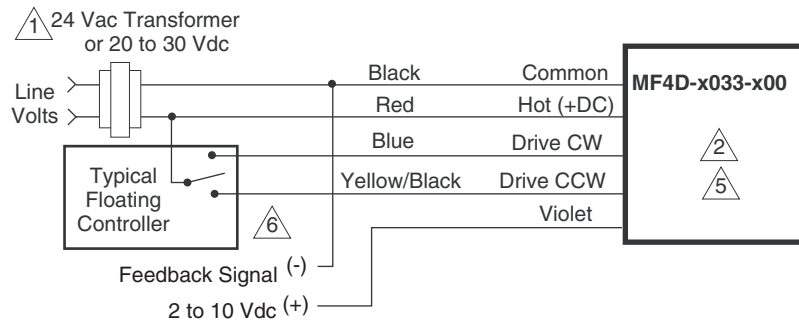 1 24 Vac Transformer
or 20 to 30 Vdc
Line
Volts
Black Common
Red Hot (+DC)
Blue Drive CW
Yellow/Black Drive CCW
Violet
MF4D-x033-x00
2
5
Typical
Floating
Controller
6
Feedback Signal (-)
2 to 10 Vdc (+)